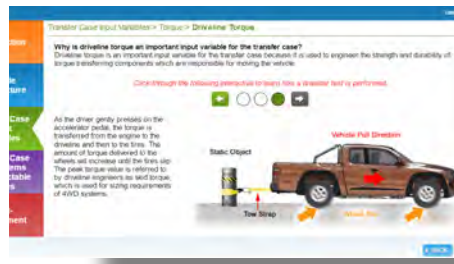 Transfer Case Input Variables > Torque > Driveline Torque
Why is driveline torque an important input variable for the transfer case?
Driveline torque is an important input variable for the transfer case because it is used to engineer the strength and durability of
torque transferring components which are responsible for moving the vehicle.
Click through the following interactive to learn how a drawbar test is performed.
As the driver gently presses on the
accelerator pedal, the torque is
transferred from the engine to the
driveline and then to the tires. The
amount of torque delivered to the
wheels will increase until the tires slip.
The peak torque value is referred to
by driveline engineers as skid torque,
which is used for sizing requirements
of 4WD systems.
Vehicle Pull Direction
Static Object
Tow Strap
Case
Case
BACK